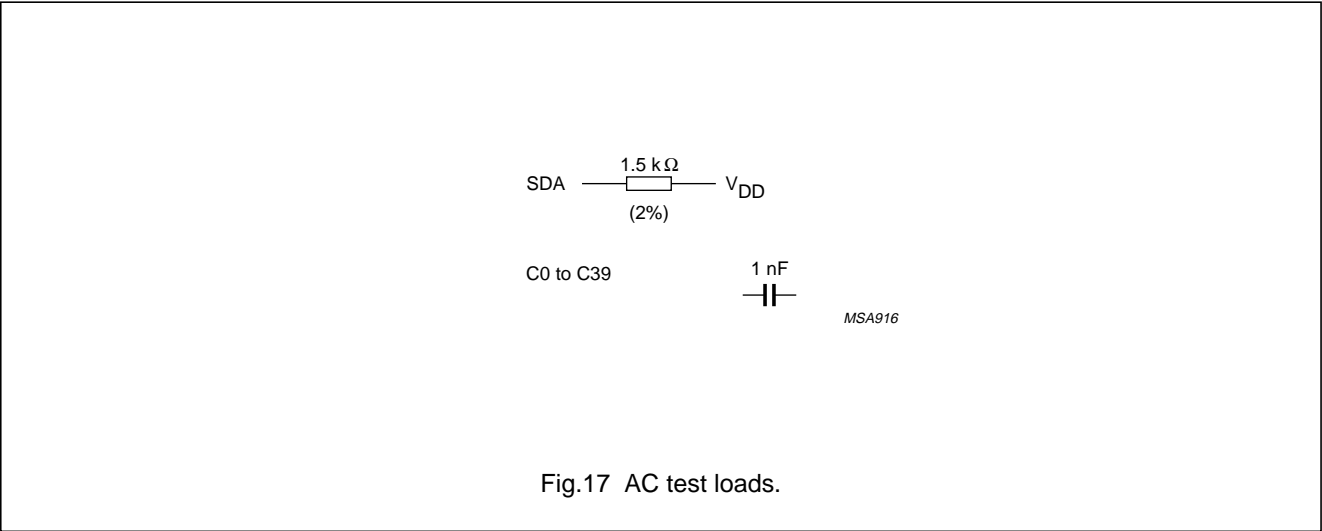 1.5 kΩ
SDA VDD
(2%)
C0 to C39 1 nF
MSA916
Fig.17 AC test loads.